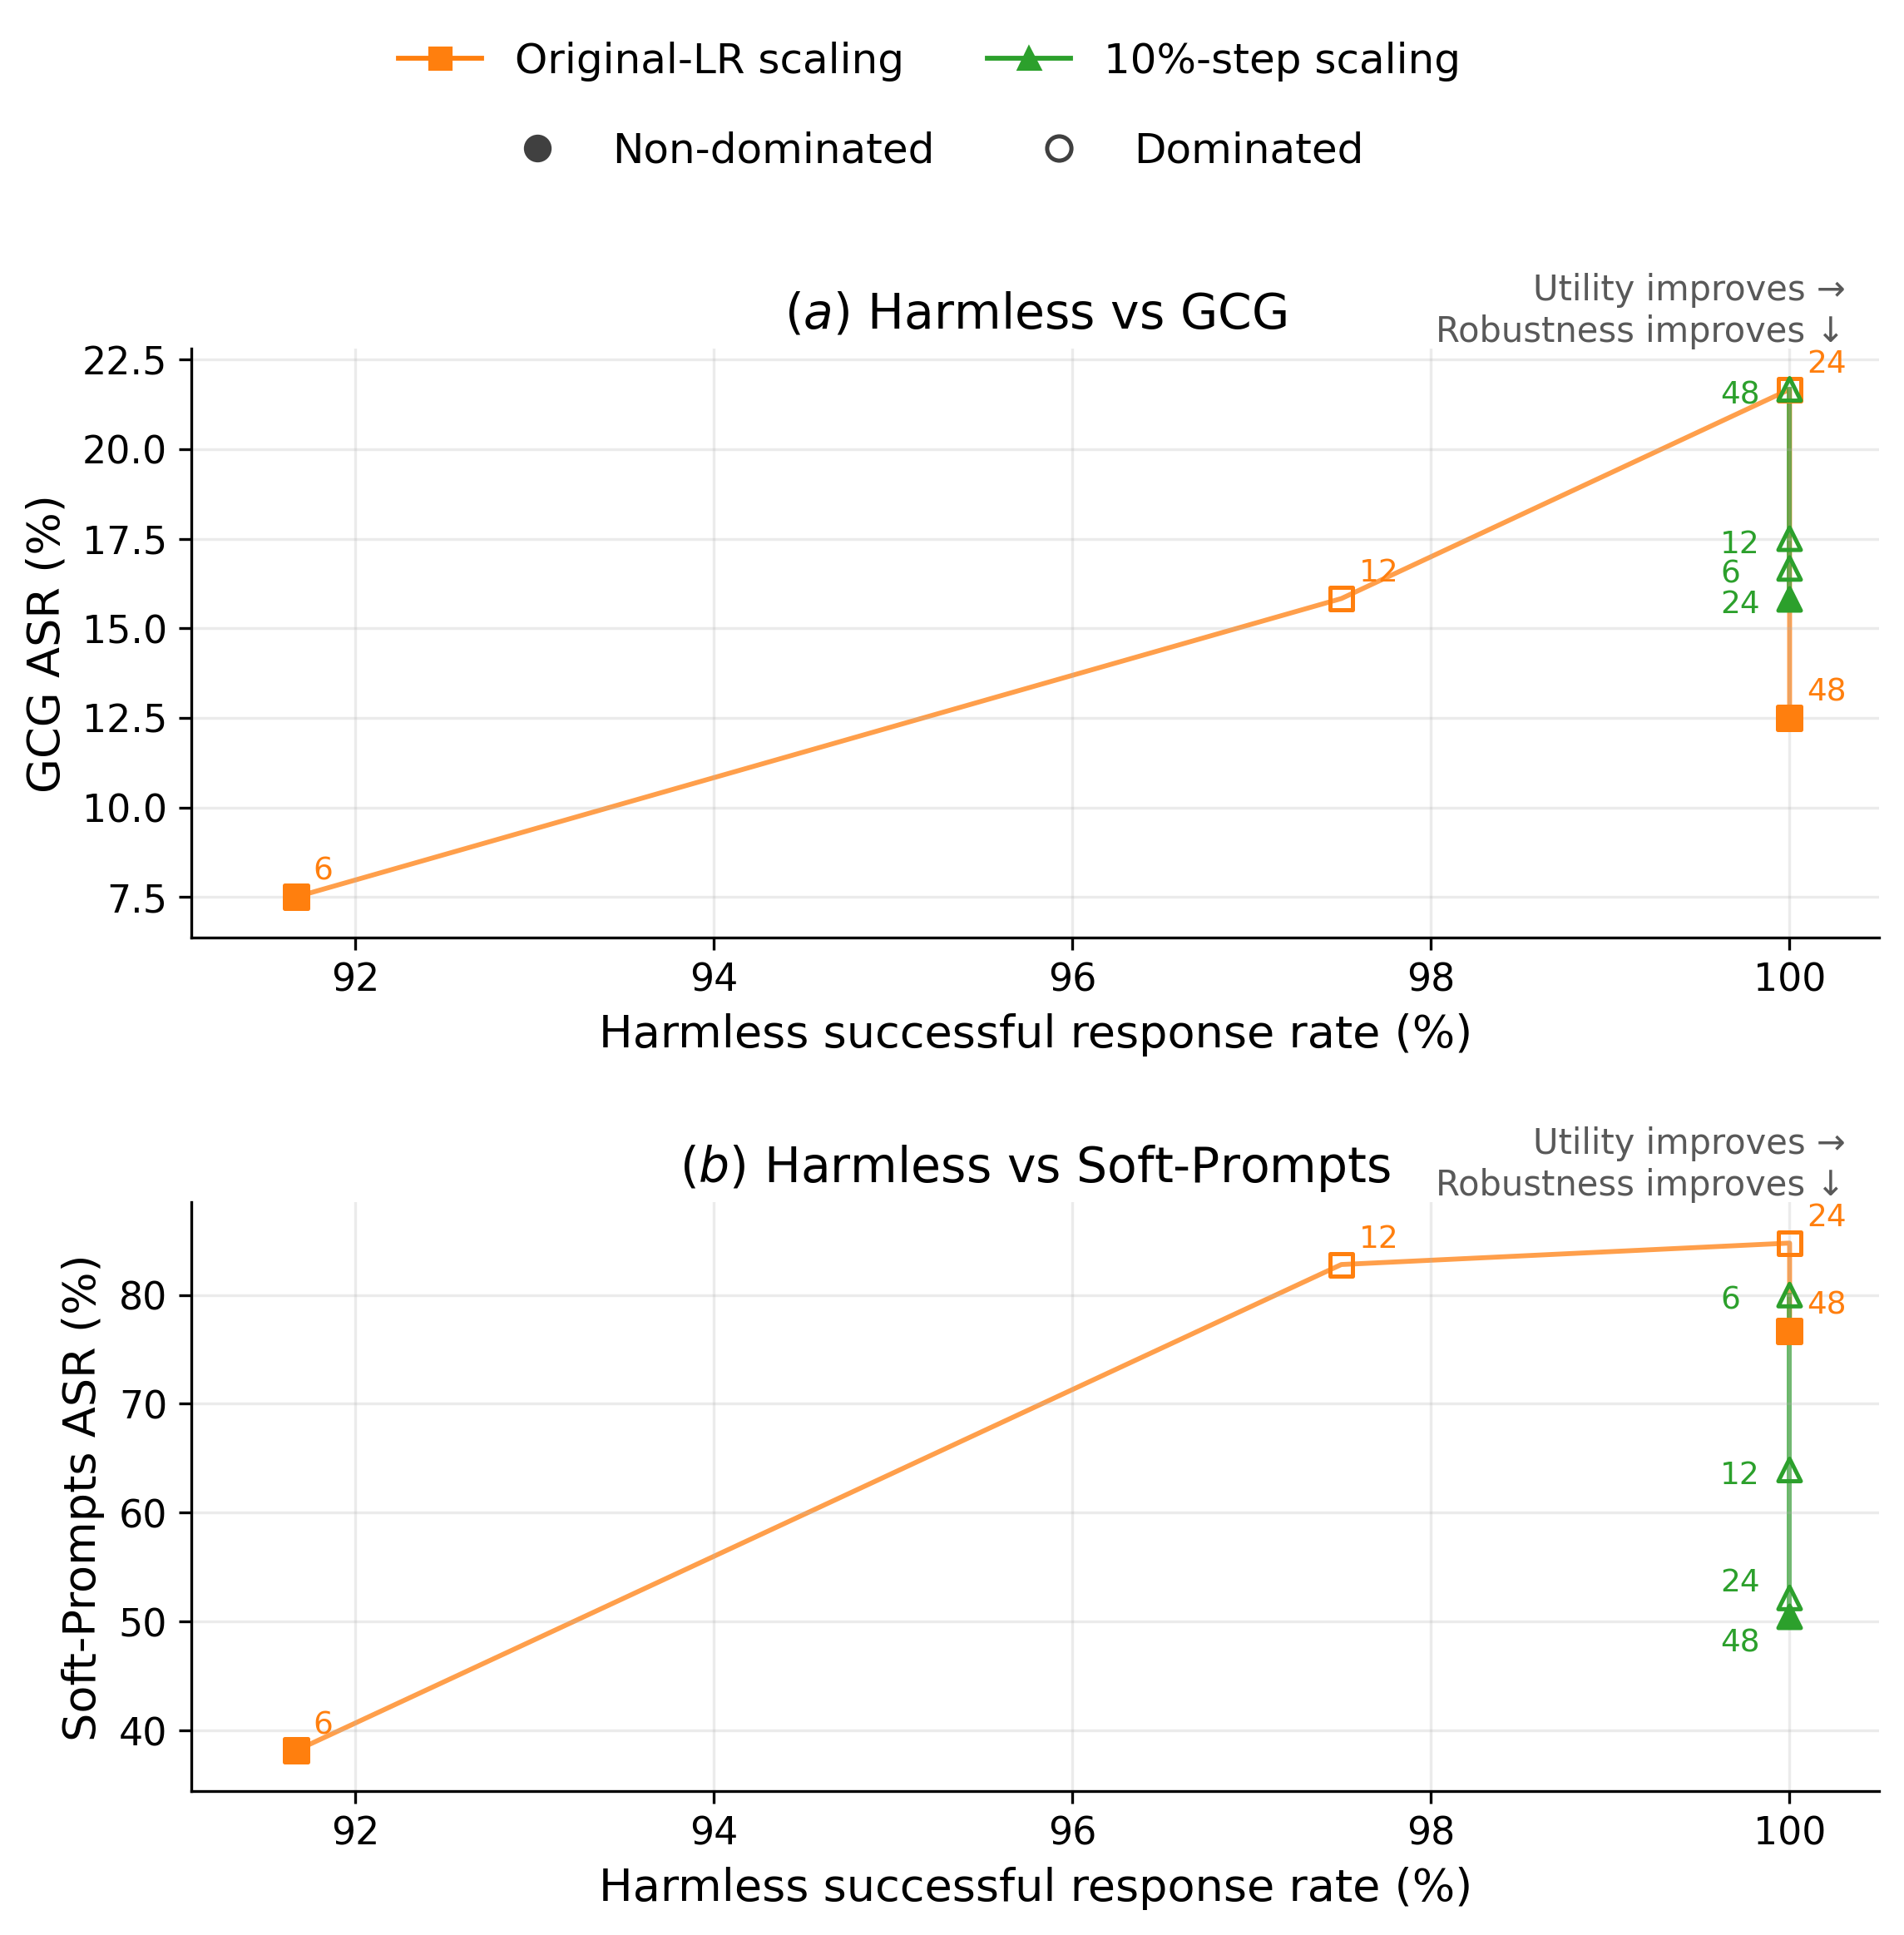 Original-LR scaling
10%-step scaling
Non-dominated
Dominated
Utility improves →
Robustness improves ↓
(a) Harmless vs GCG
22.5
20.0
17.5
15.0
12.5
10.0
7.5
GCG ASR (%)
24
48
12
12
6
24
48
6
92
94
96
98
100
Harmless successful response rate (%)
Utility improves →
Robustness improves ↓
(b) Harmless vs Soft-Prompts
80
70
60
50
40
Soft-Prompts ASR (%)
24
12
6
48
12
24
48
6
92
94
96
98
100
Harmless successful response rate (%)